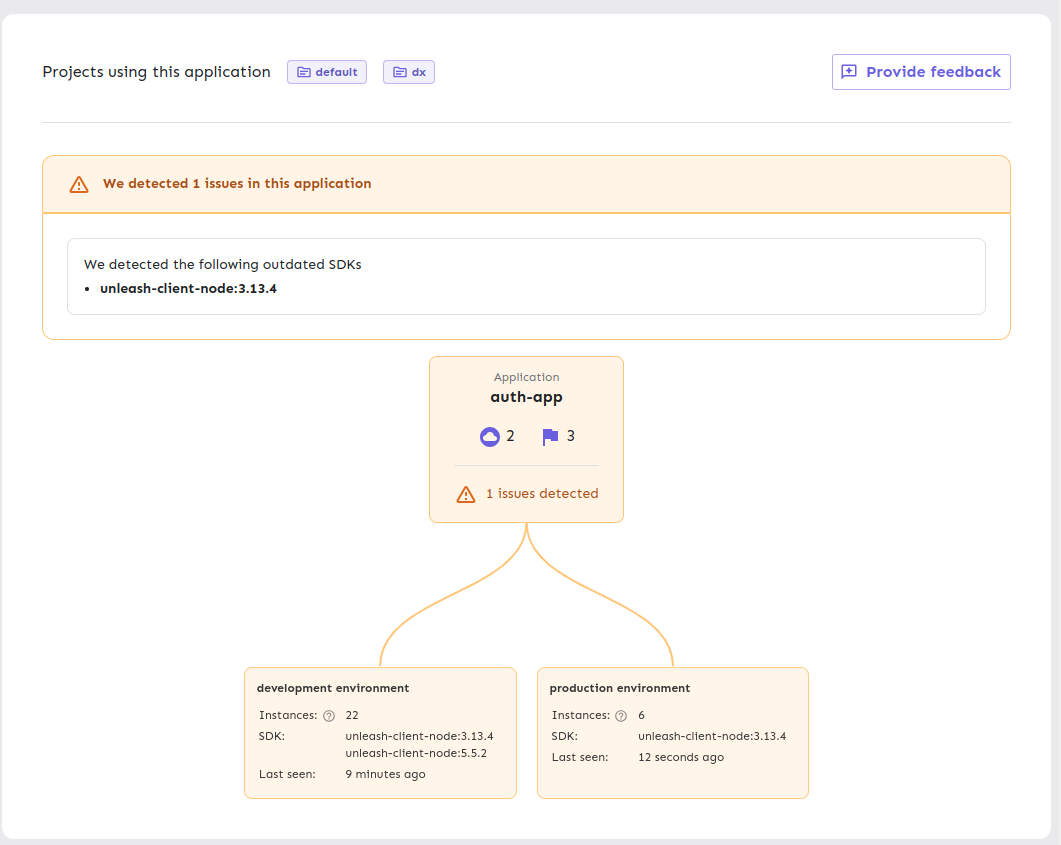 Projects using this application default dx Provide feedback
We detected 1 issues in this application
We detected the following outdated SDKs
• unleash-client-node:3.13.4
Application
auth-app
2 3
1 issues detected
development environment
Instances: ? 22
SDK: unleash-client-node:3.13.4
unleash-client-node:5.5.2
Last seen: 9 minutes ago
production environment
Instances: ? 6
SDK: unleash-client-node:3.13.4
Last seen: 12 seconds ago